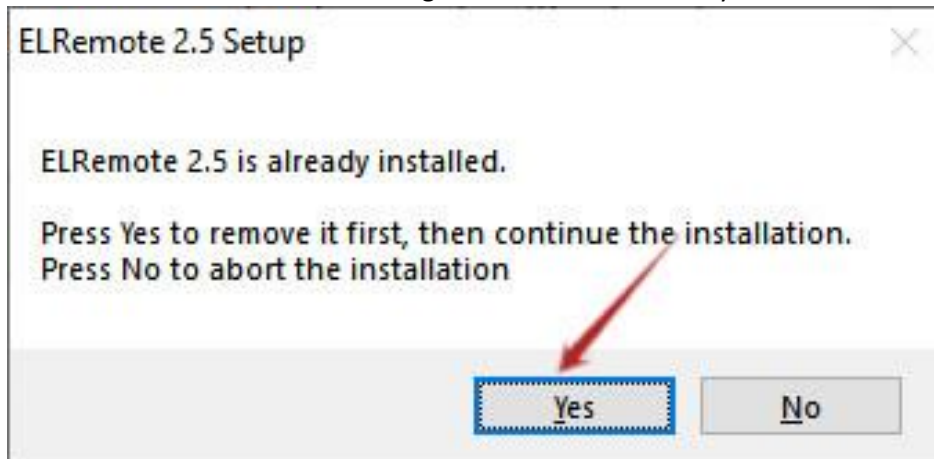 ELRemote 2.5 Setup
ELRemote 2.5 is already installed.
Press Yes to remove it first, then continue the installation.
Press No to abort the installation
Yes
No